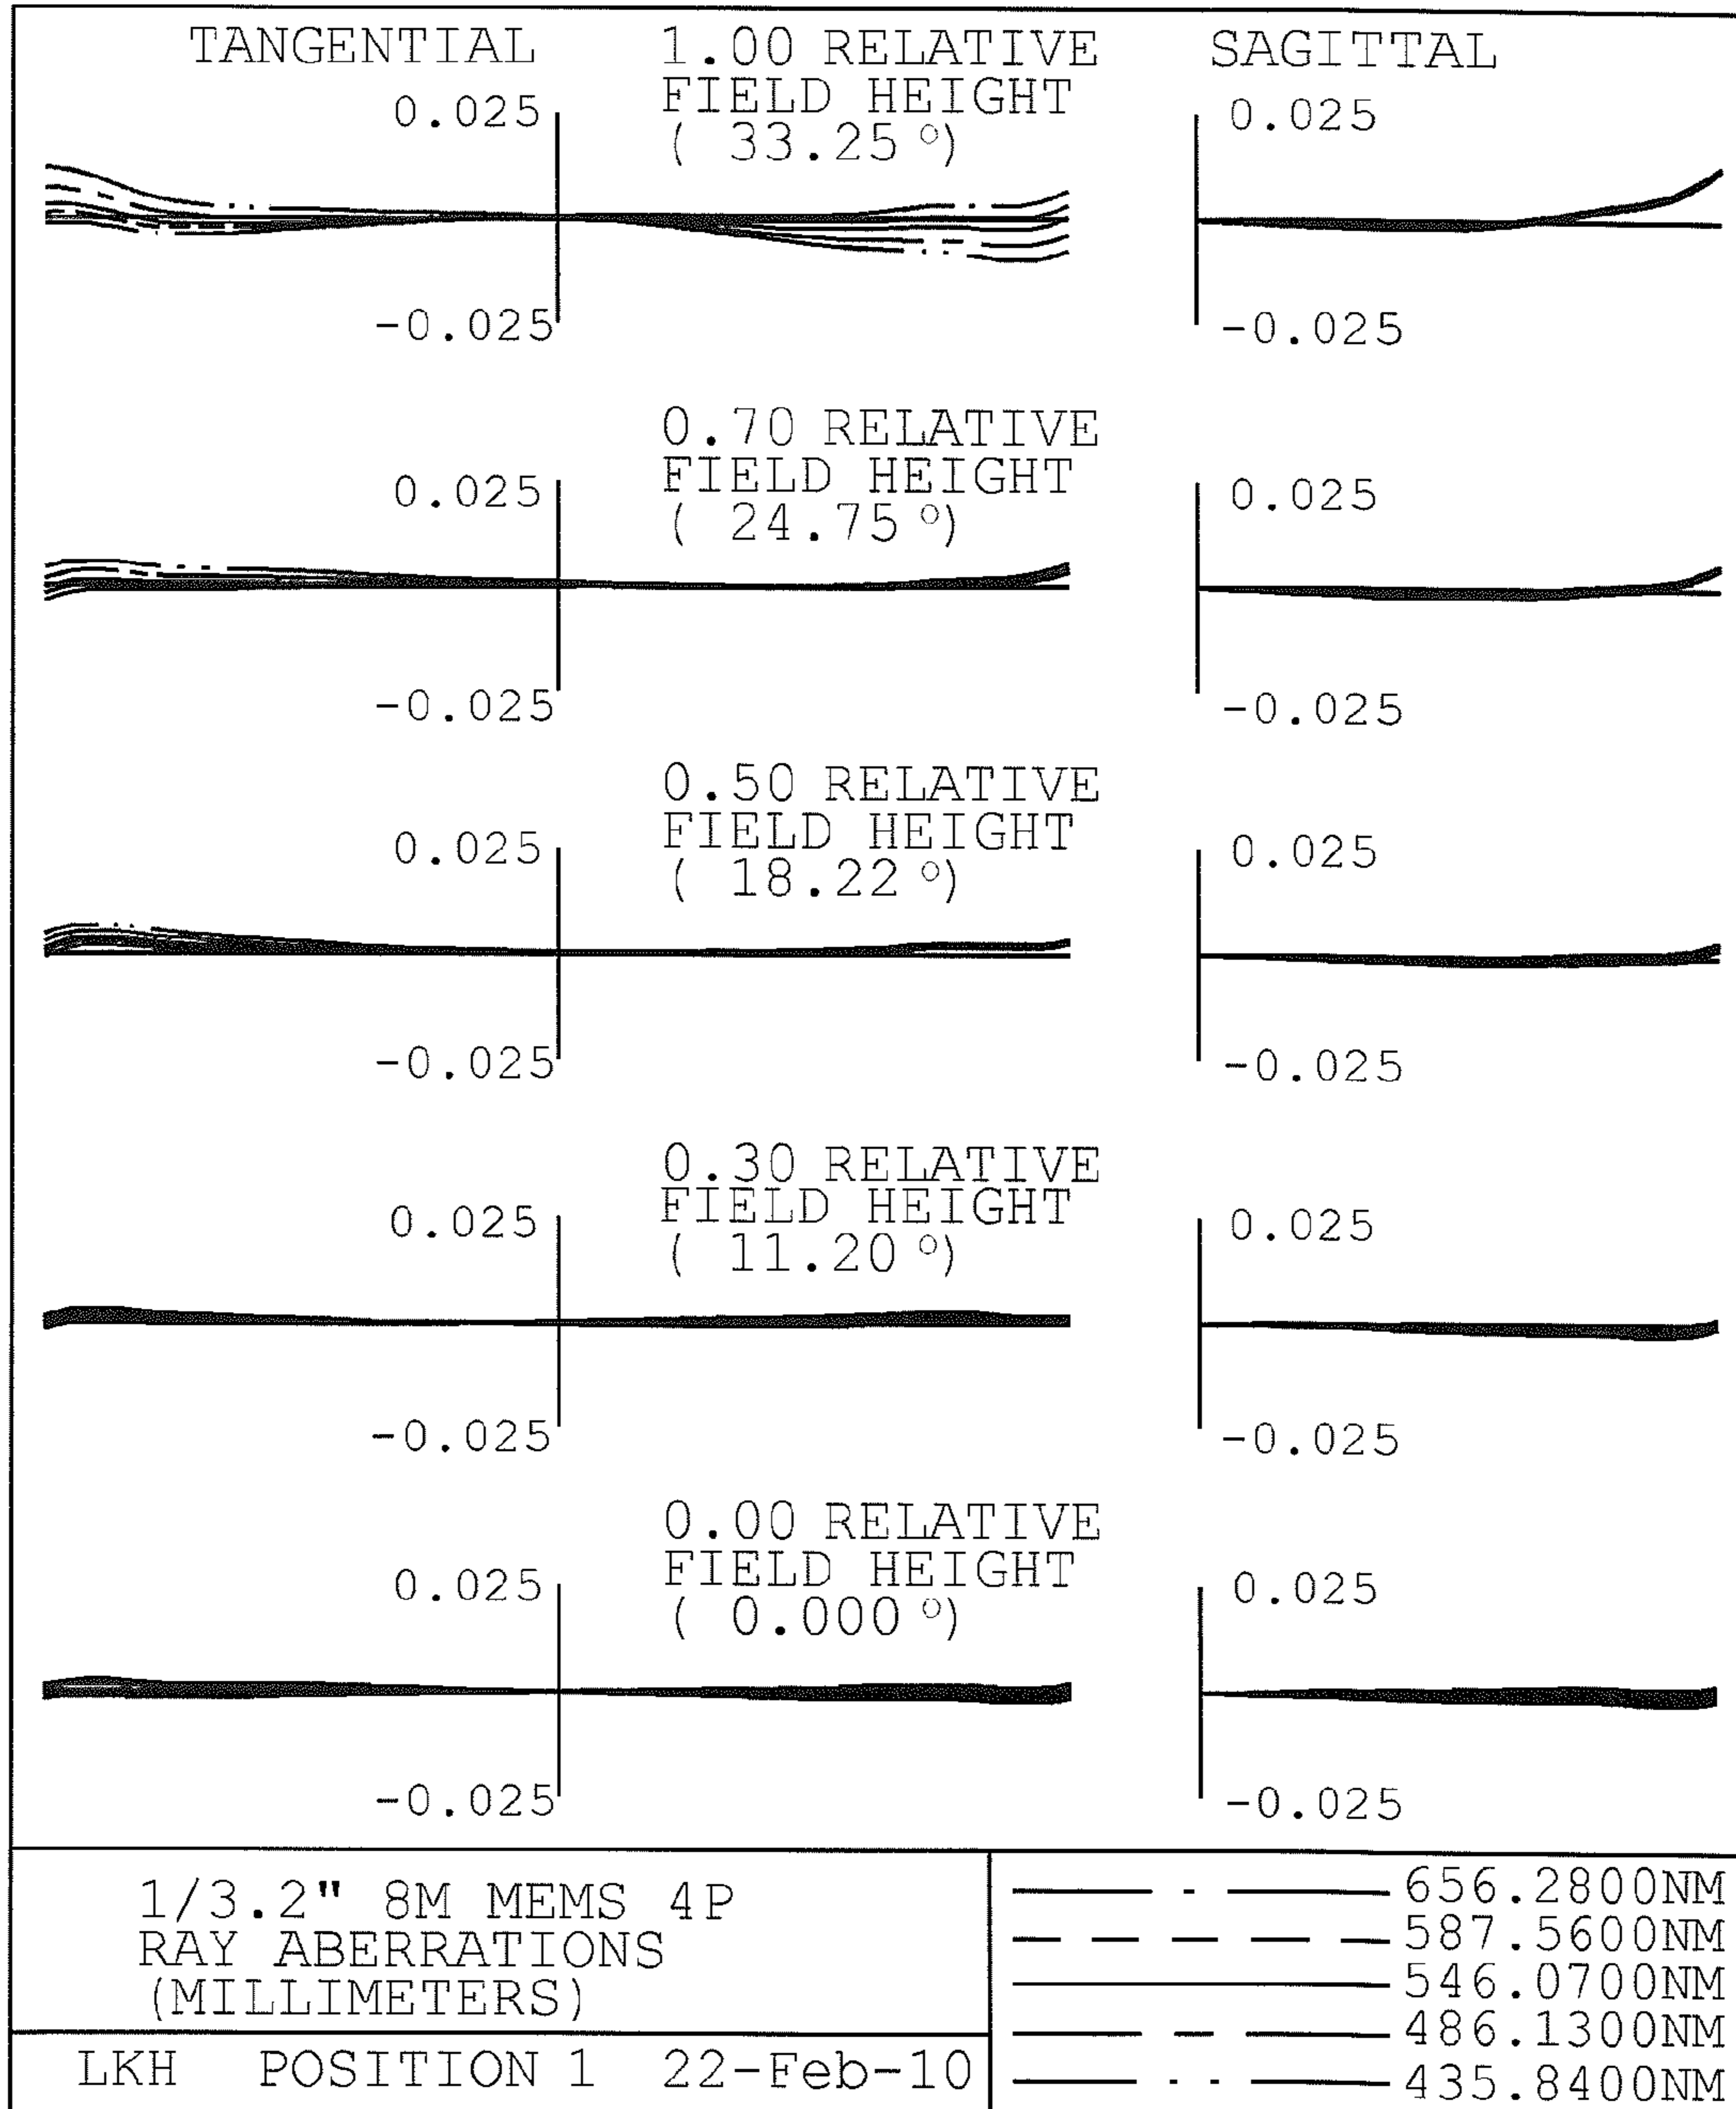 TANGENTIAL 1.00 RELATIVE SAGITTAL
FIELD HEIGHT
( 33.25 º)
0.025 0.025
-0.025 -0.025
0.70 RELATIVE
FIELD HEIGHT
( 24.75 º)
0.025 0.025
-0.025 -0.025
0.50 RELATIVE
FIELD HEIGHT
( 18.22 º)
0.025 0.025
-0.025 -0.025
0.30 RELATIVE
FIELD HEIGHT
( 11.20 º)
0.025 0.025
-0.025 -0.025
0.00 RELATIVE
FIELD HEIGHT
( 0.000 º)
0.025 0.025
-0.025 -0.025
1/3.2" 8M MEMS 4P
RAY ABERRATIONS
(MILLIMETERS)
LKH POSITION 1 22-Feb-10
656.2800NM
587.5600NM
546.0700NM
486.1300NM
435.8400NM